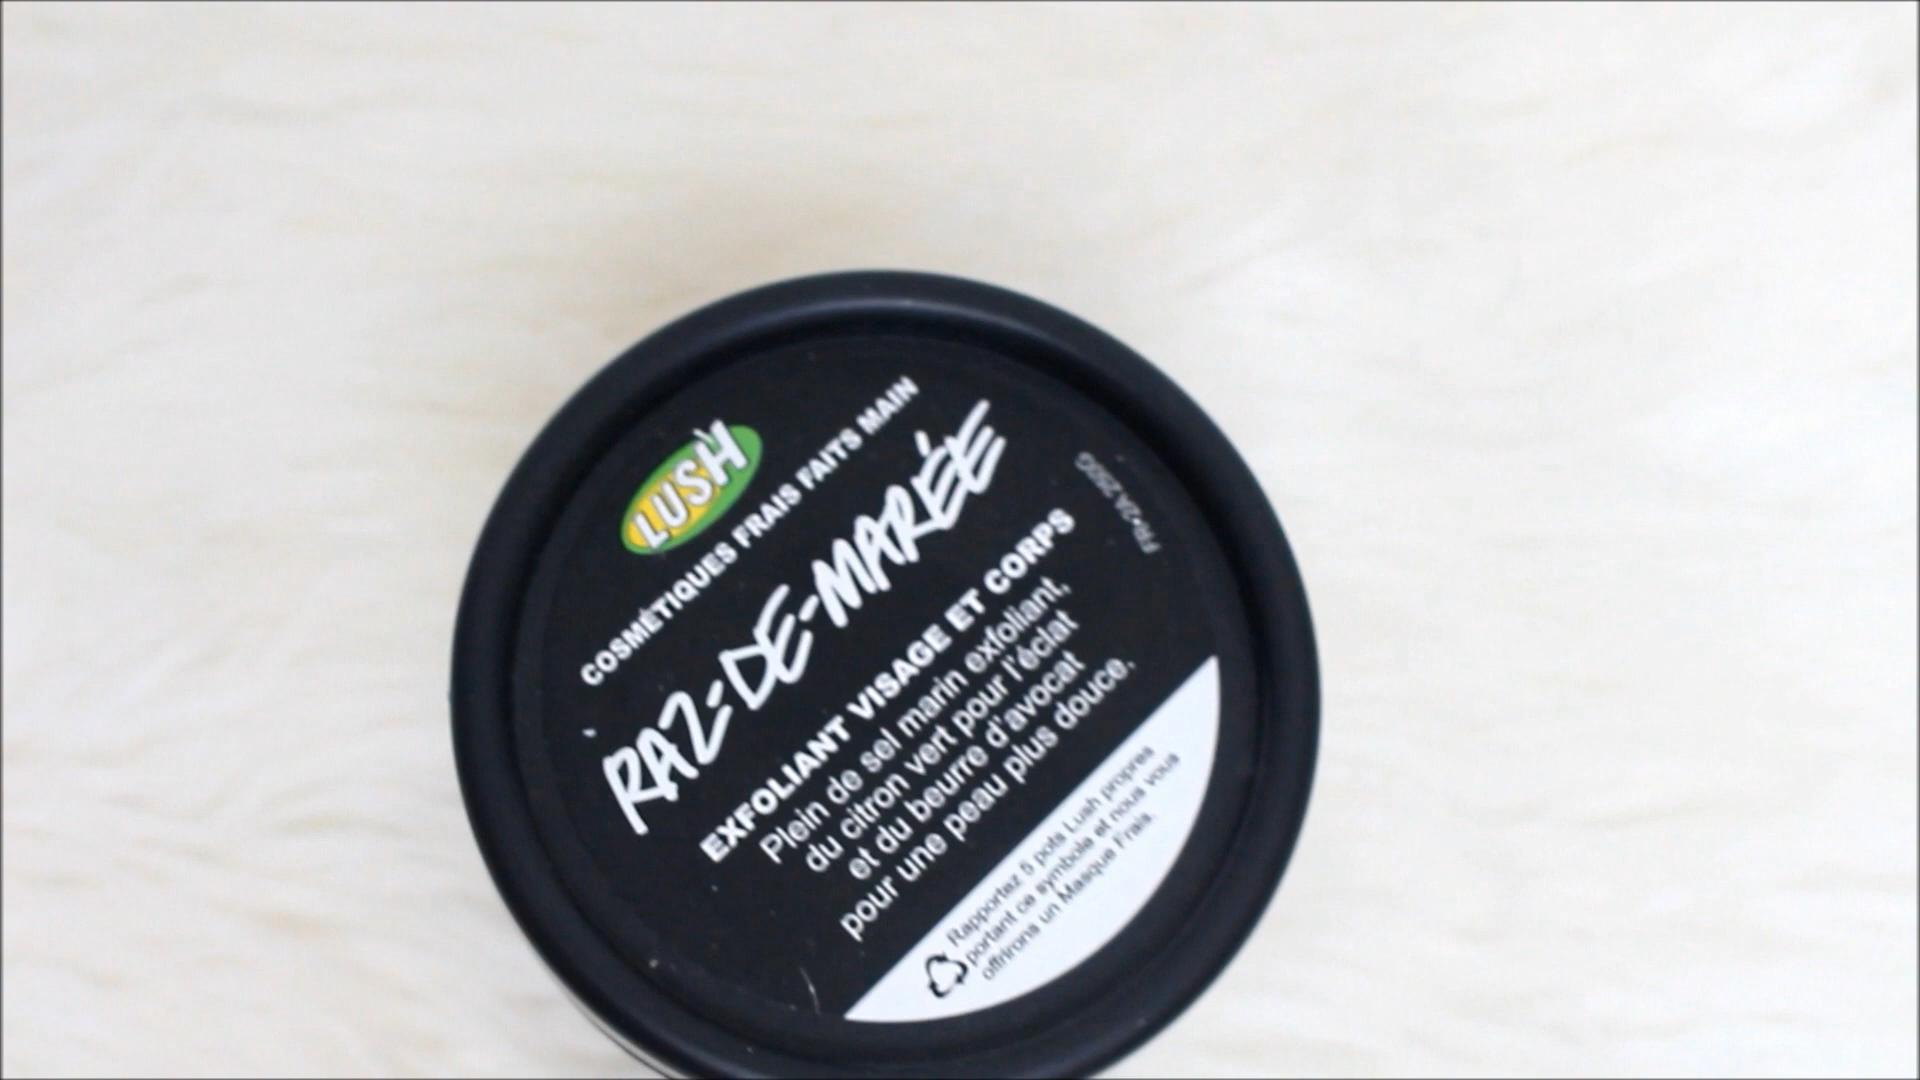 LUSH
COSMÉTIQUES FRAIS FAITS MAIN
RAZ-DE-MARÉE
EXFOLIANT VISAGE ET CORPS
Plein de sel marin exfoliant,
du citron vert pour l'éclat
et du beurre d'avocat
pour une peau plus douce.
Rapportez 5 pots Lush propres
portant ce symbole et nous vous
offrirons un Masque Frais.